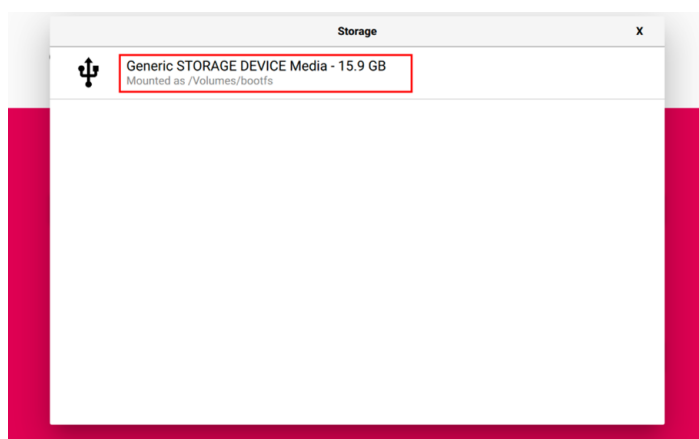 Storage
X
Generic STORAGE DEVICE Media - 15.9 GB
Mounted as /Volumes/bootfs